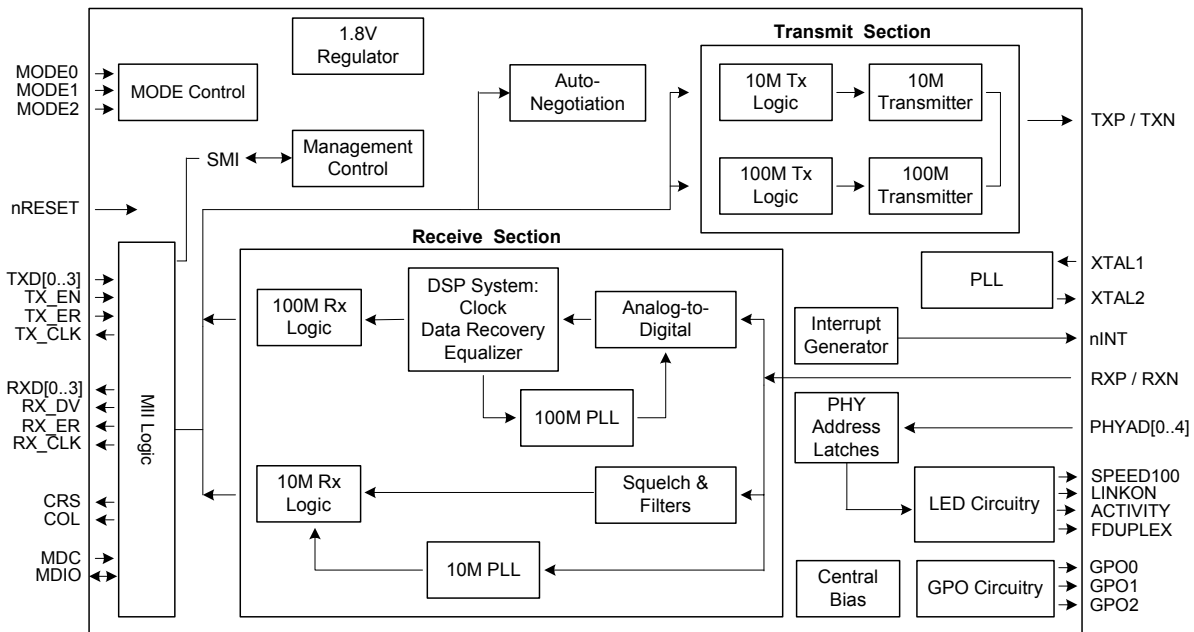 1.8V
Regulator
Transmit Section
MODE0
MODE1
MODE2
MODE Control
Auto-
Negotiation
10M Tx
Logic
10M
Transmitter
TXP / TXN
SMI
Management
Control
100M Tx
Logic
100M
Transmitter
nRESET
Receive Section
TXD[0..3]
TX_EN
TX_ER
TX_CLK
RXD[0..3]
RX_DV
RX_ER
RX_CLK
CRS
COL
MDC
MDIO
MII Logic
100M Rx
Logic
DSP System:
Clock
Data Recovery
Equalizer
Analog-to-
Digital
100M PLL
10M Rx
Logic
Squelch &
Filters
10M PLL
PLL
XTAL1
XTAL2
Interrupt
Generator
nINT
RXP / RXN
PHY
Address
Latches
PHYAD[0..4]
LED Circuitry
SPEED100
LINKON
ACTIVITY
FDUPLEX
Central
Bias
GPO Circuitry
GPO0
GPO1
GPO2